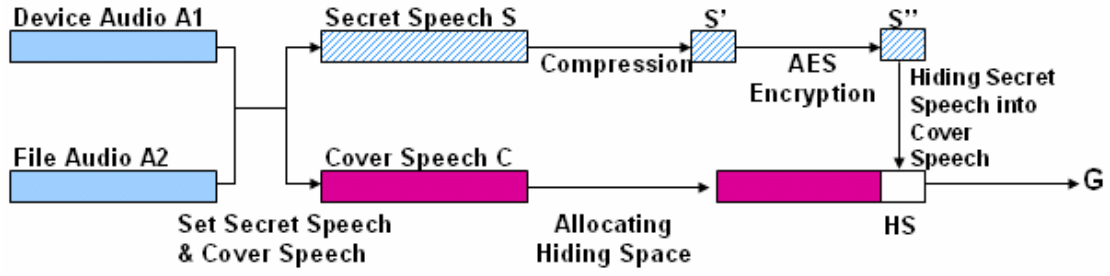 Device Audio A1
Secret Speech S
S'
S''
Compression
AES
Encryption
Hiding Secret
Speech into
Cover
Speech
File Audio A2
Cover Speech C
G
Set Secret Speech
& Cover Speech
Allocating
Hiding Space
HS